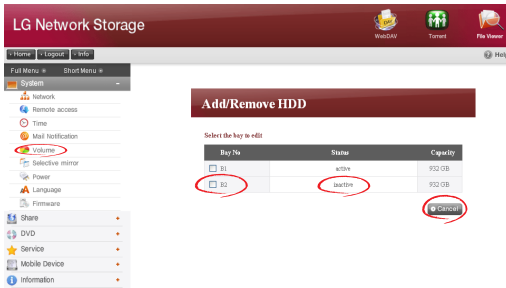 LG Network Storage
WebDAV Torrent File Viewer
Home Logout Info
Help
Full Menu Short Menu
System
Network
Remote access
Time
Mail Notification
Volume
Selective mirror
Power
Language
Firmware
Share
DVD
Service
Mobile Device
Information
Add/Remove HDD
Select the bay to edit
Bay No Status Capacity
B1 active 932 GB
B2 inactive 932 GB
Cancel